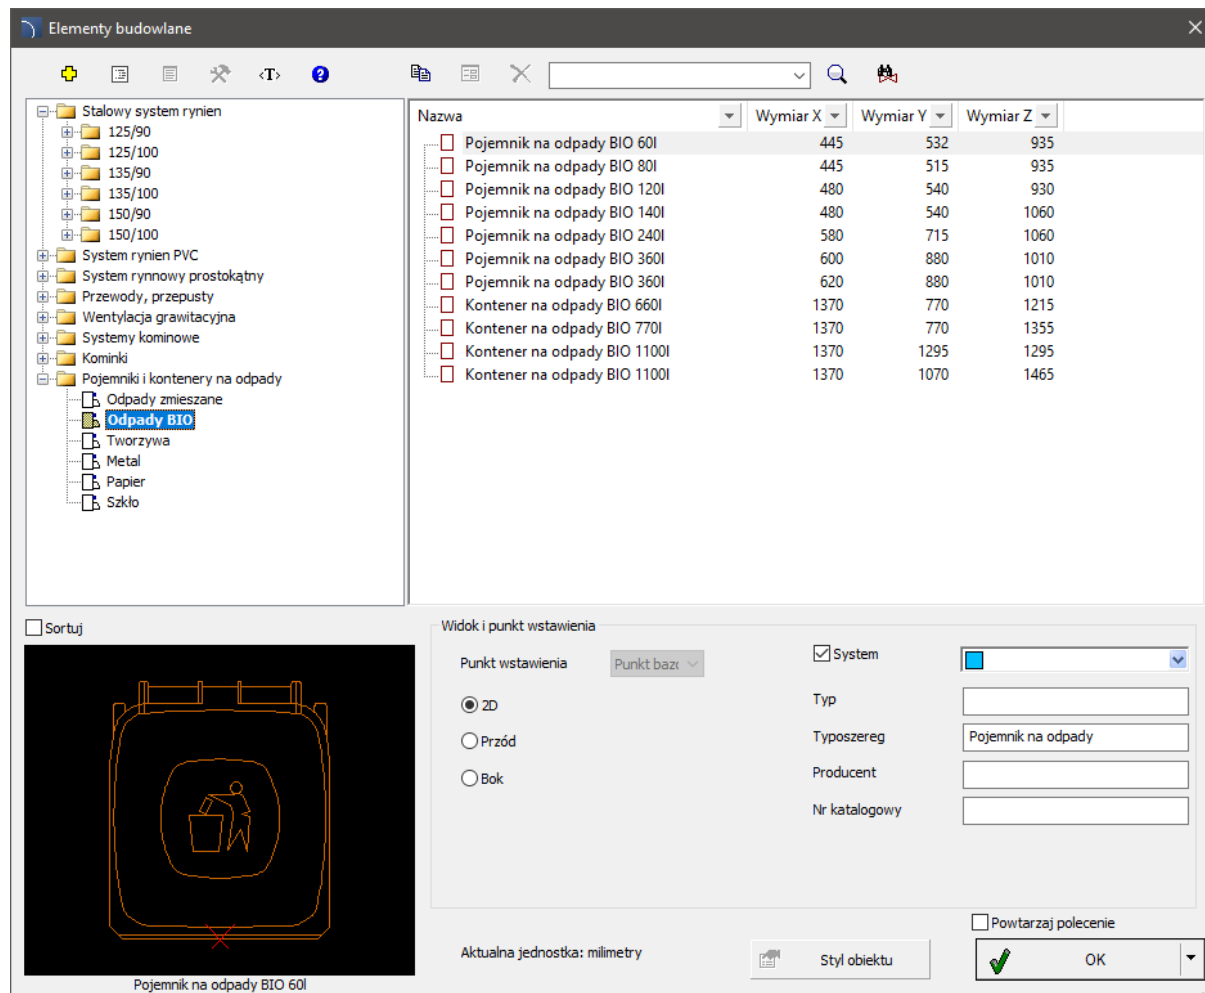 Elementy budowlane
<T>
Stalowy system rynien
125/90
125/100
135/90
135/100
150/90
150/100
System rynien PVC
System rynnowy prostokątny
Przewody, przepusty
Wentylacja grawitacyjna
Systemy kominowe
Kominki
Pojemniki i kontenery na odpady
Odpady zmieszane
Odpady BIO
Tworzywa
Metal
Papier
Szkło
Nazwa Wymiar X Wymiar Y Wymiar Z
Pojemnik na odpady BIO 60l 445 532 935
Pojemnik na odpady BIO 80l 445 515 935
Pojemnik na odpady BIO 120l 480 540 930
Pojemnik na odpady BIO 140l 480 540 1060
Pojemnik na odpady BIO 240l 580 715 1060
Pojemnik na odpady BIO 360l 600 880 1010
Pojemnik na odpady BIO 360l 620 880 1010
Kontener na odpady BIO 660l 1370 770 1215
Kontener na odpady BIO 770l 1370 770 1355
Kontener na odpady BIO 1100l 1370 1295 1295
Kontener na odpady BIO 1100l 1370 1070 1465
Sortuj
Pojemnik na odpady BIO 60l
Widok i punkt wstawienia
Punkt wstawienia Punkt bazc
2D
Przód
Bok
System
Typ
Typoszereg Pojemnik na odpady
Producent
Nr katalogowy
Powtarzaj polecenie
Aktualna jednostka: milimetry
Styl obiektu
OK